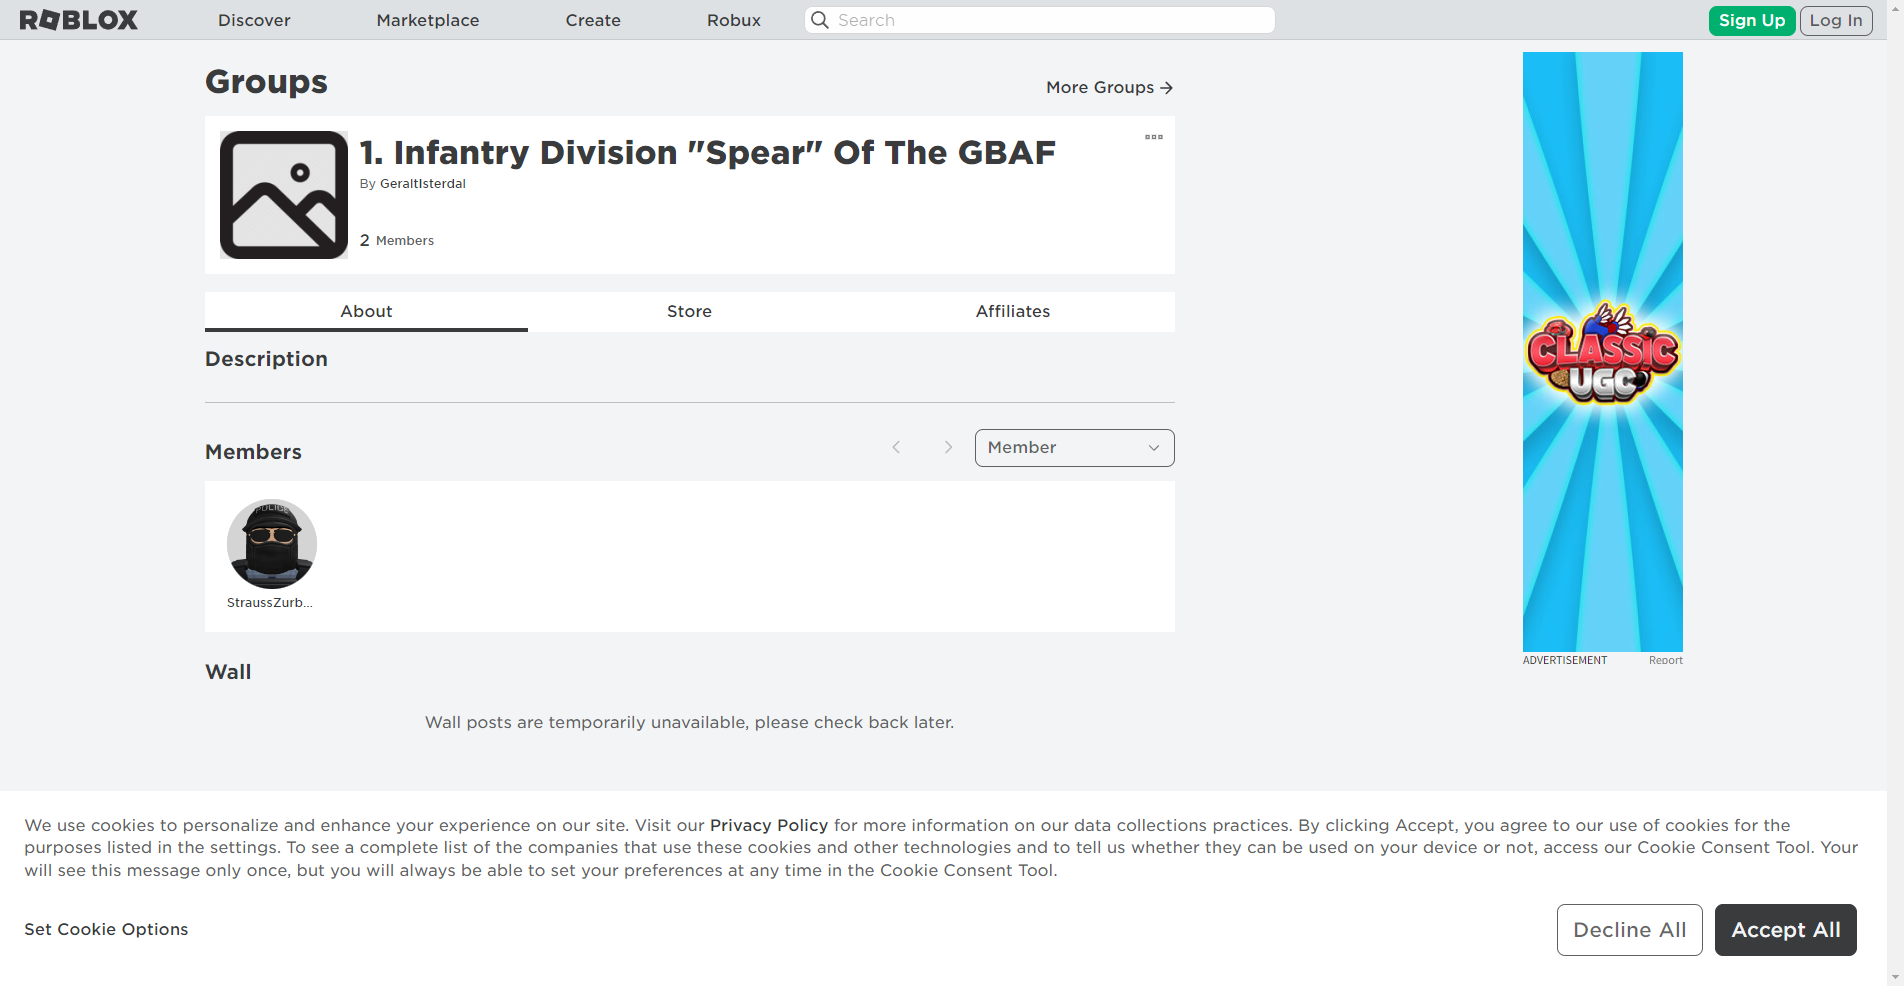 ROBLOX Discover Marketplace Create Robux Search Sign Up Log In
Groups
More Groups
1. Infantry Division "Spear" Of The GBAF
By GeraltIsterdal
2 Members
About Store Affiliates
Description
Members
Member
POLICE
StraussZurb...
Wall
Wall posts are temporarily unavailable, please check back later.
CLASSIC
UGC
ADVERTISEMENT Report
We use cookies to personalize and enhance your experience on our site. Visit our Privacy Policy for more information on our data collections practices. By clicking Accept, you agree to our use of cookies for the
purposes listed in the settings. To see a complete list of the companies that use these cookies and other technologies and to tell us whether they can be used on your device or not, access our Cookie Consent Tool. Your
will see this message only once, but you will always be able to set your preferences at any time in the Cookie Consent Tool.
Set Cookie Options
Decline All Accept All